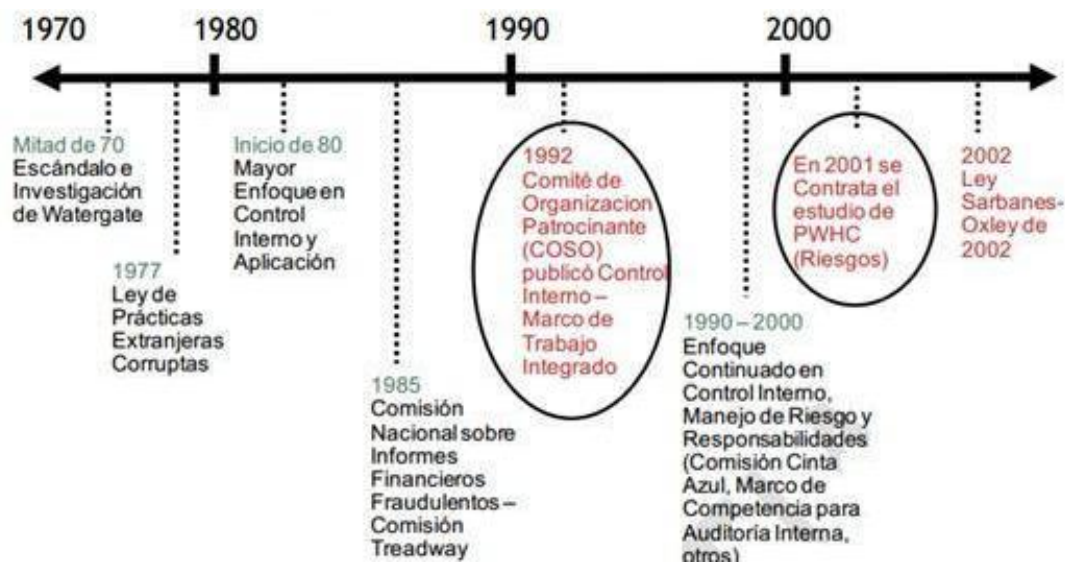 1970
1980
1990
2000
Mitad de 70
Escándalo e
Investigación
de Watergate
1977
Ley de
Prácticas
Extranjeras
Corruptas
Inicio de 80
Mayor
Enfoque en
Control
Interno y
Aplicación
1985
Comisión
Nacional sobre
Informes
Financieros
Fraudulentos –
Comisión
Treadway
1992
Comité de
Organizacion
Patrocinante
(COSO)
publicó Control
Interno –
Marco de
Trabajo
Integrado
1990 – 2000
Enfoque
Continuado en
Control Interno,
Manejo de Riesgo y
Responsabilidades
(Comisión Cinta
Azul, Marco de
Competencia para
Auditoría Interna,
otros)
En 2001 se
Contrata el
estudio de
PWHC
(Riesgos)
2002
Ley
Sarbanes-
Oxley de
2002